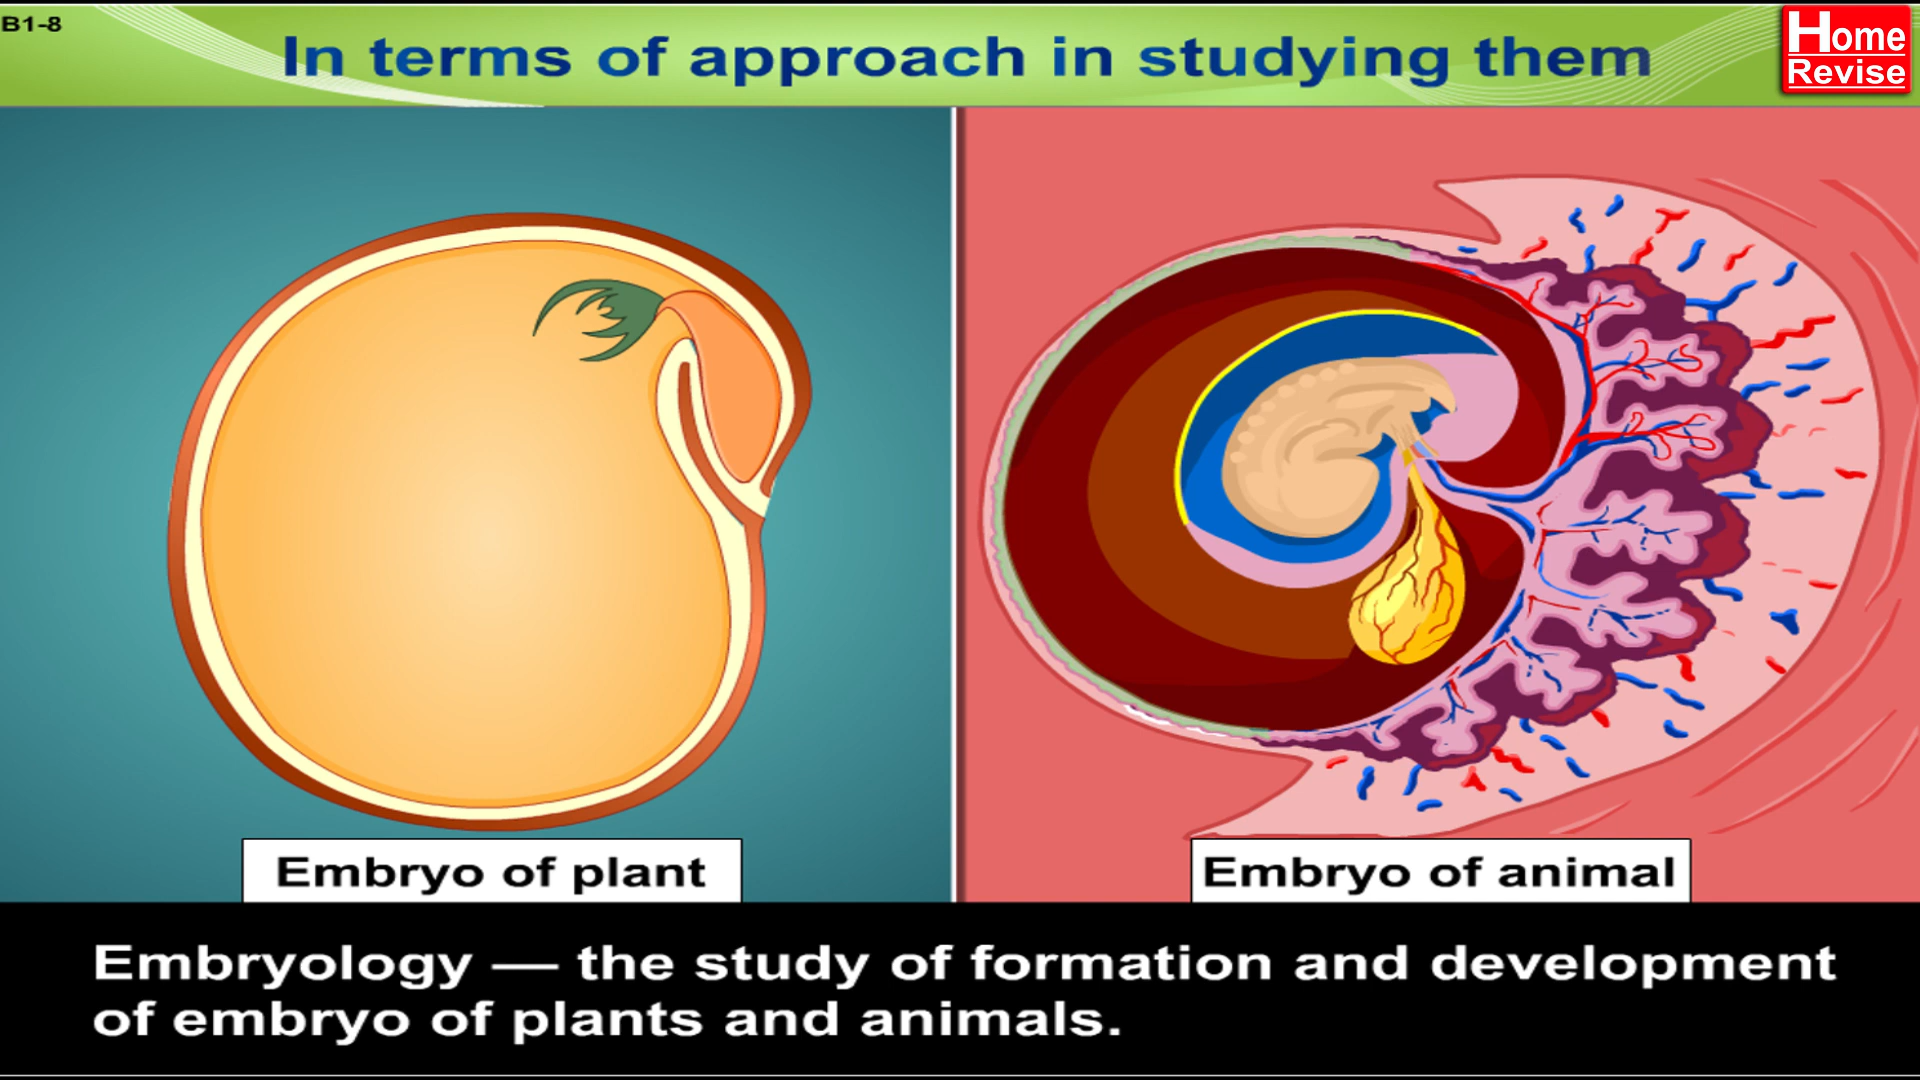 B1-8
In terms of approach in studying them
Home
Revise
Embryo of plant
Embryo of animal
Embryology — the study of formation and development
of embryo of plants and animals.